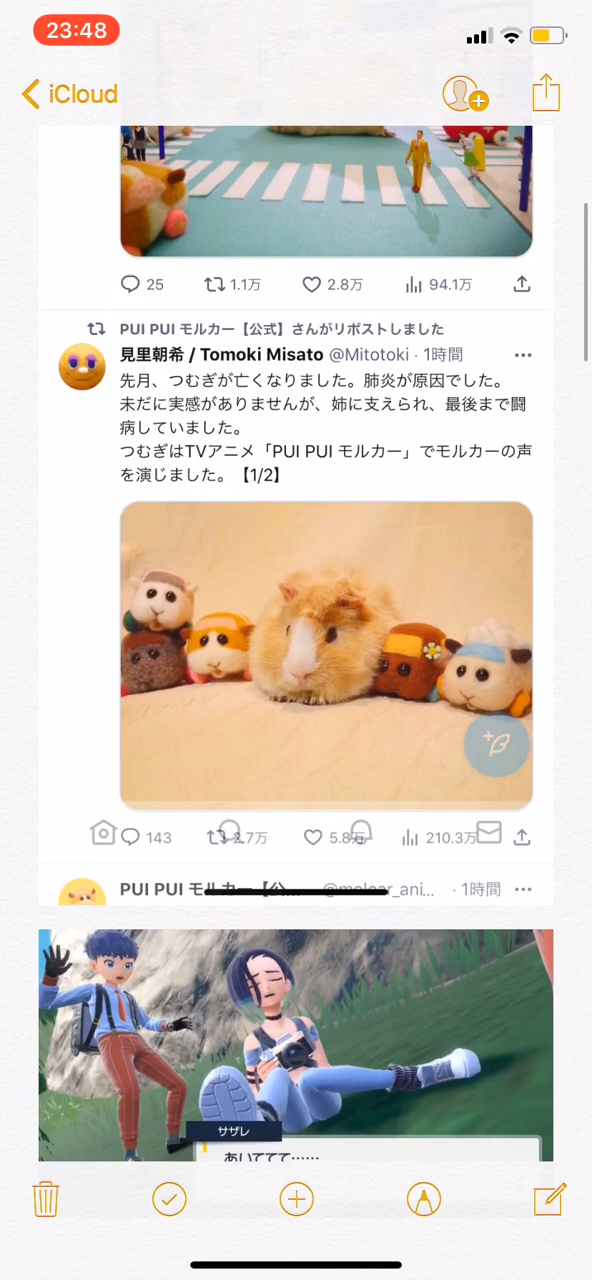 23:48
iCloud
25
1.1万
2.8万
94.1万
PUI PUI モルカー【公式】さんがリポストしました
見里朝希 / Tomoki Misato @Mitotoki · 1時間
先月、つむぎが亡くなりました。肺炎が原因でした。
未だに実感がありませんが、姉に支えられ、最後まで闘
病していました。
つむぎはTVアニメ「PUI PUI モルカー」でモルカーの声
を演じました。【1/2】
143
2.7万
5.8万
210.3万
PUI PUI モルカー【公... @molcar_ani... · 1時間
サザレ
あいててて……